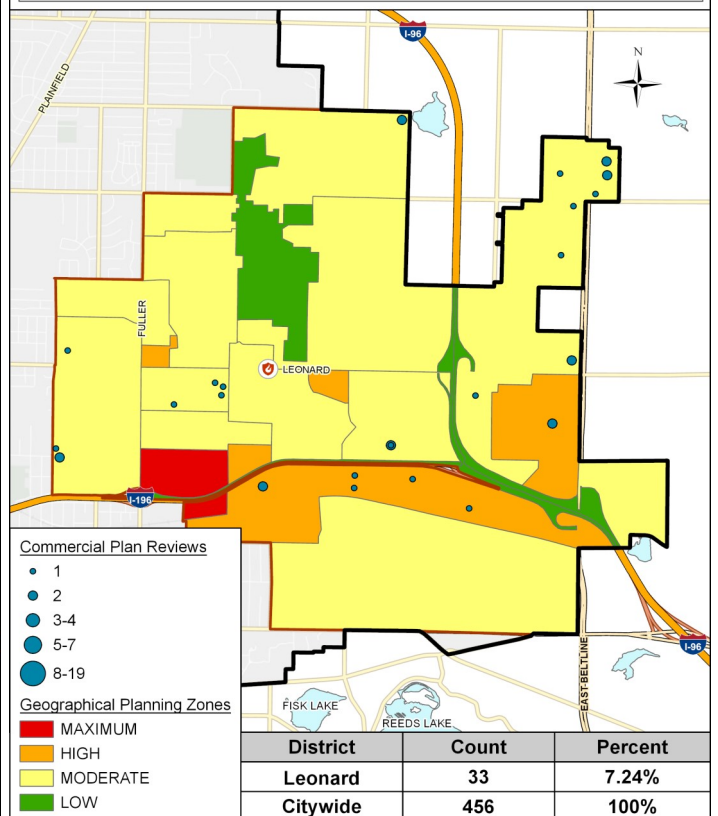 I-96
N
PLAINFIELD
FULLER
LEONARD
I-196
I-96
EAST-BELTLINE
FISK LAKE
REEDS LAKE
Commercial Plan Reviews
1
2
3-4
5-7
8-19
Geographical Planning Zones
MAXIMUM
HIGH
MODERATE
LOW
District Count Percent
Leonard 33 7.24%
Citywide 456 100%